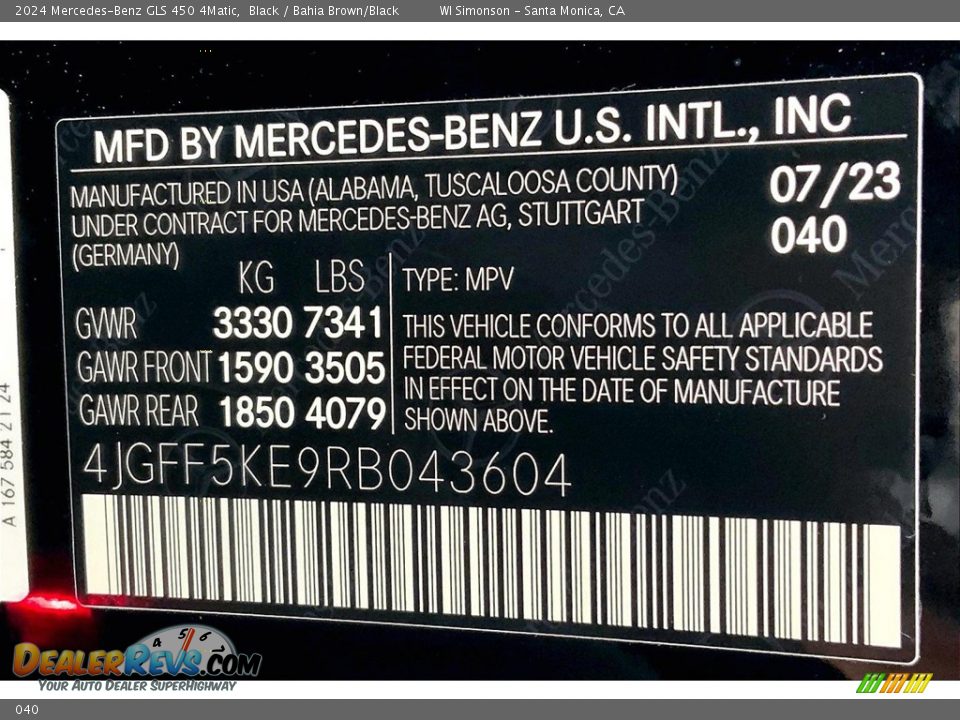 2024 Mercedes-Benz GLS 450 4Matic, Black / Bahia Brown/Black WI Simonson - Santa Monica, CA
MFD BY MERCEDES-BENZ U.S. INTL., INC
MANUFACTURED IN USA (ALABAMA, TUSCALOOSA COUNTY)
UNDER CONTRACT FOR MERCEDES-BENZ AG, STUTTGART
(GERMANY)
07/23
040
KG LBS
GVWR 3330 7341
GAWR FRONT 1590 3505
GAWR REAR 1850 4079
TYPE: MPV
THIS VEHICLE CONFORMS TO ALL APPLICABLE
FEDERAL MOTOR VEHICLE SAFETY STANDARDS
IN EFFECT ON THE DATE OF MANUFACTURE
SHOWN ABOVE.
4JGFF5KE9RB043604
A 167 584 21 24
4 5 6
DEALERREVS.COM
YOUR AUTO DEALER SUPERHIGHWAY
040